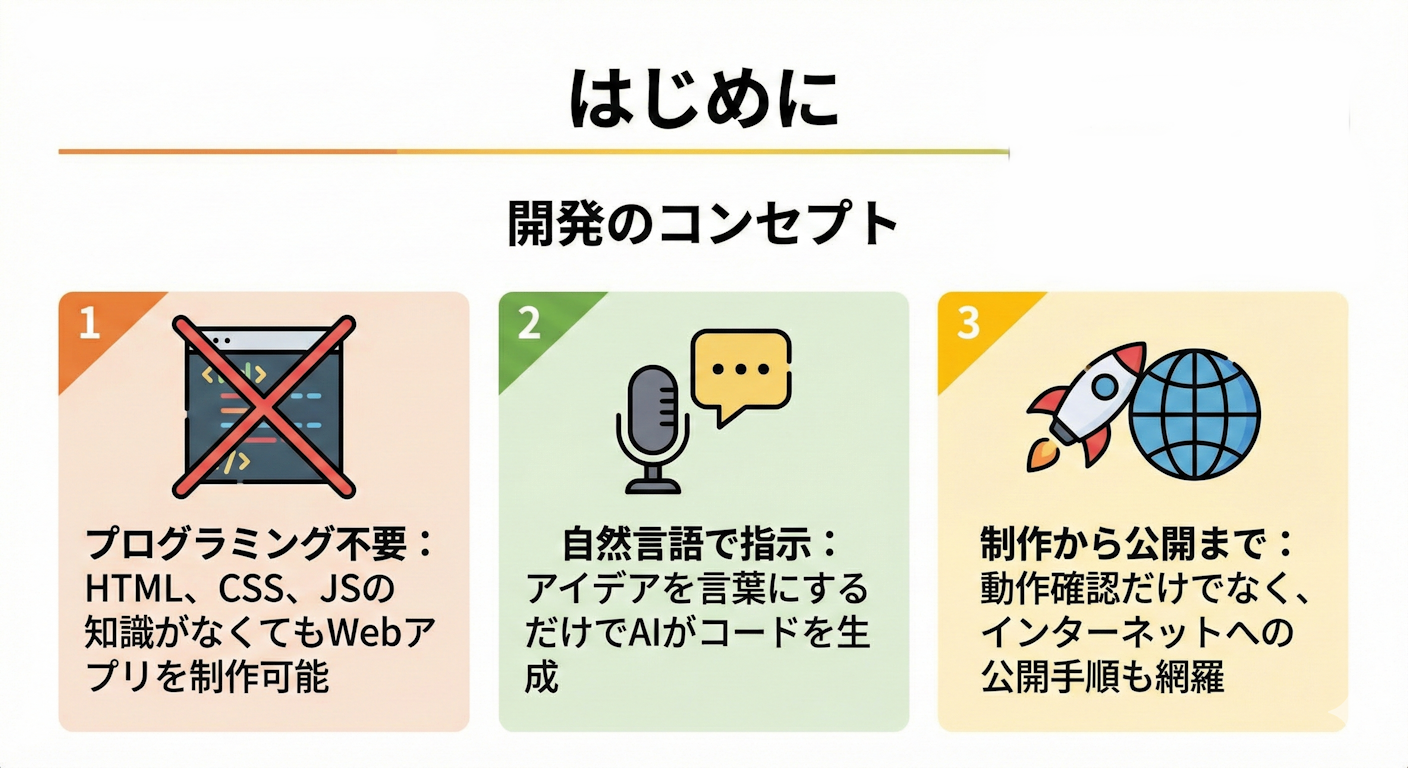 はじめに
開発のコンセプト
1
プログラミング不要：
HTML、CSS、JSの
知識がなくてもWebア
プリを制作可能
2
自然言語で指示：
アイデアを言葉にする
だけでAIがコードを生
成
3
制作から公開まで：
動作確認だけでなく、
インターネットへの
公開手順も網羅